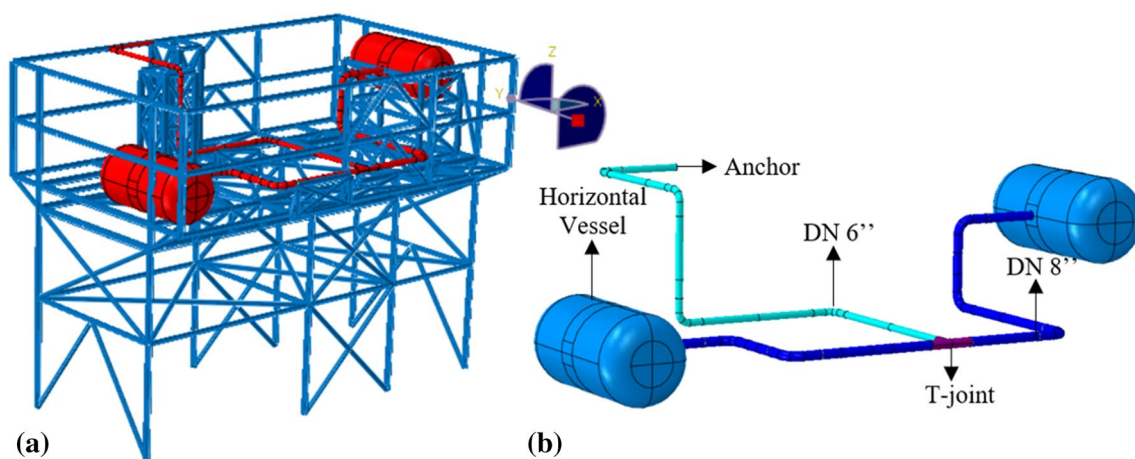 Z
Y
X
Anchor
Horizontal
Vessel
DN 6’’
DN 8’’
T-joint
(a)
(b)